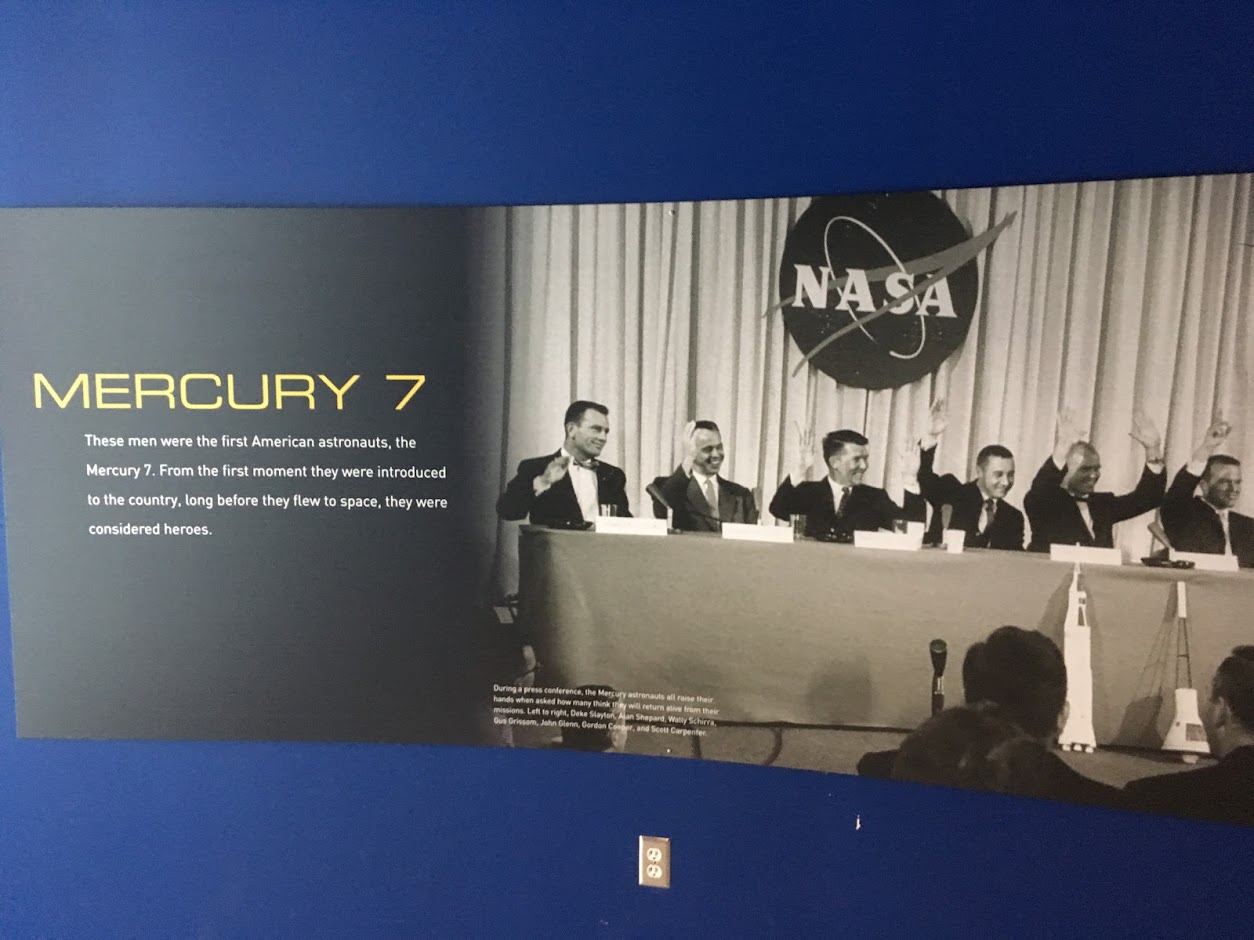 NASA
MERCURY 7
These men were the first American astronauts, the
Mercury 7. From the first moment they were introduced
to the country, long before they flew to space, they were
considered heroes.
During a press conference, the Mercury astronauts all raise their
hands when asked how many think they will return alive from their
missions. Left to right, Deke Slayton, Alan Shepard, Wally Schirra,
Gus Grissom, John Glenn, Gordon Cooper, and Scott Carpenter.